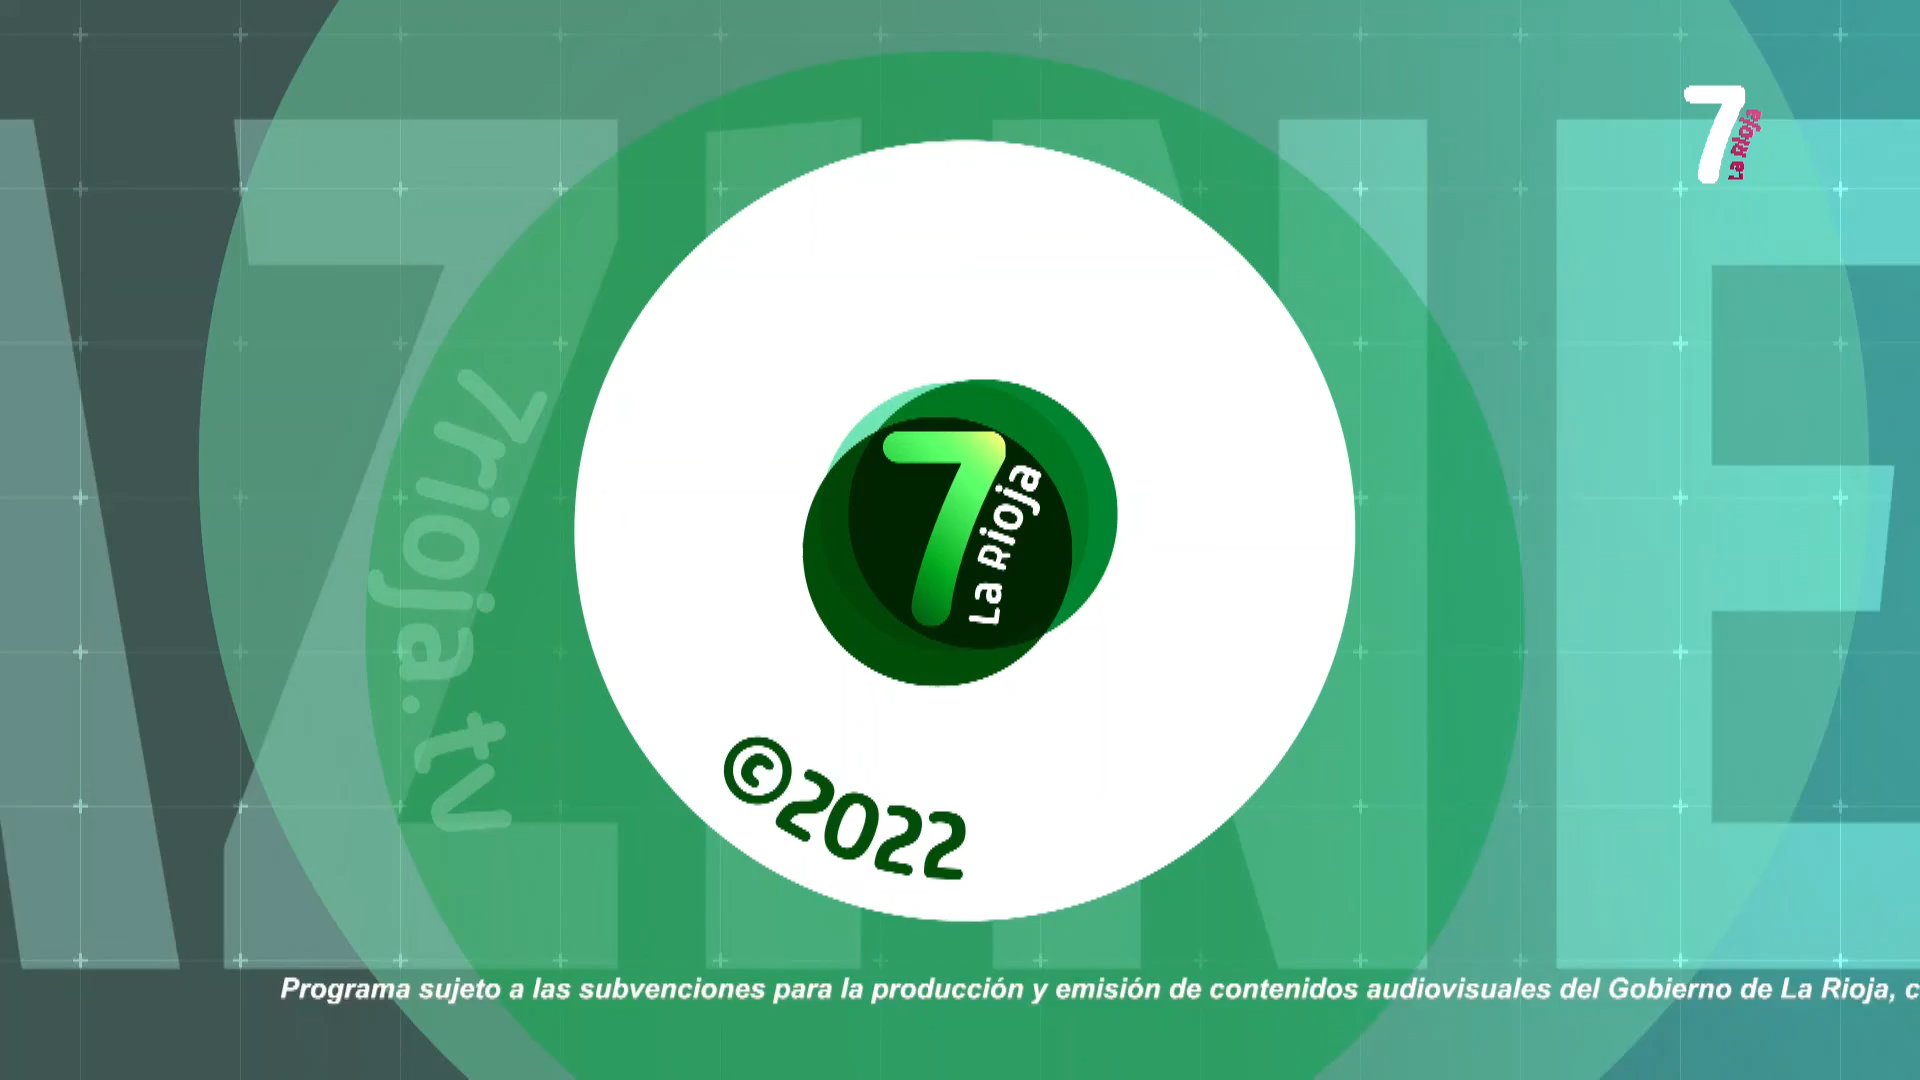 AZINE
7 La Rioja
7rioja.tv
7 La Rioja
©2022
Programa sujeto a las subvenciones para la producción y emisión de contenidos audiovisuales del Gobierno de La Rioja, c